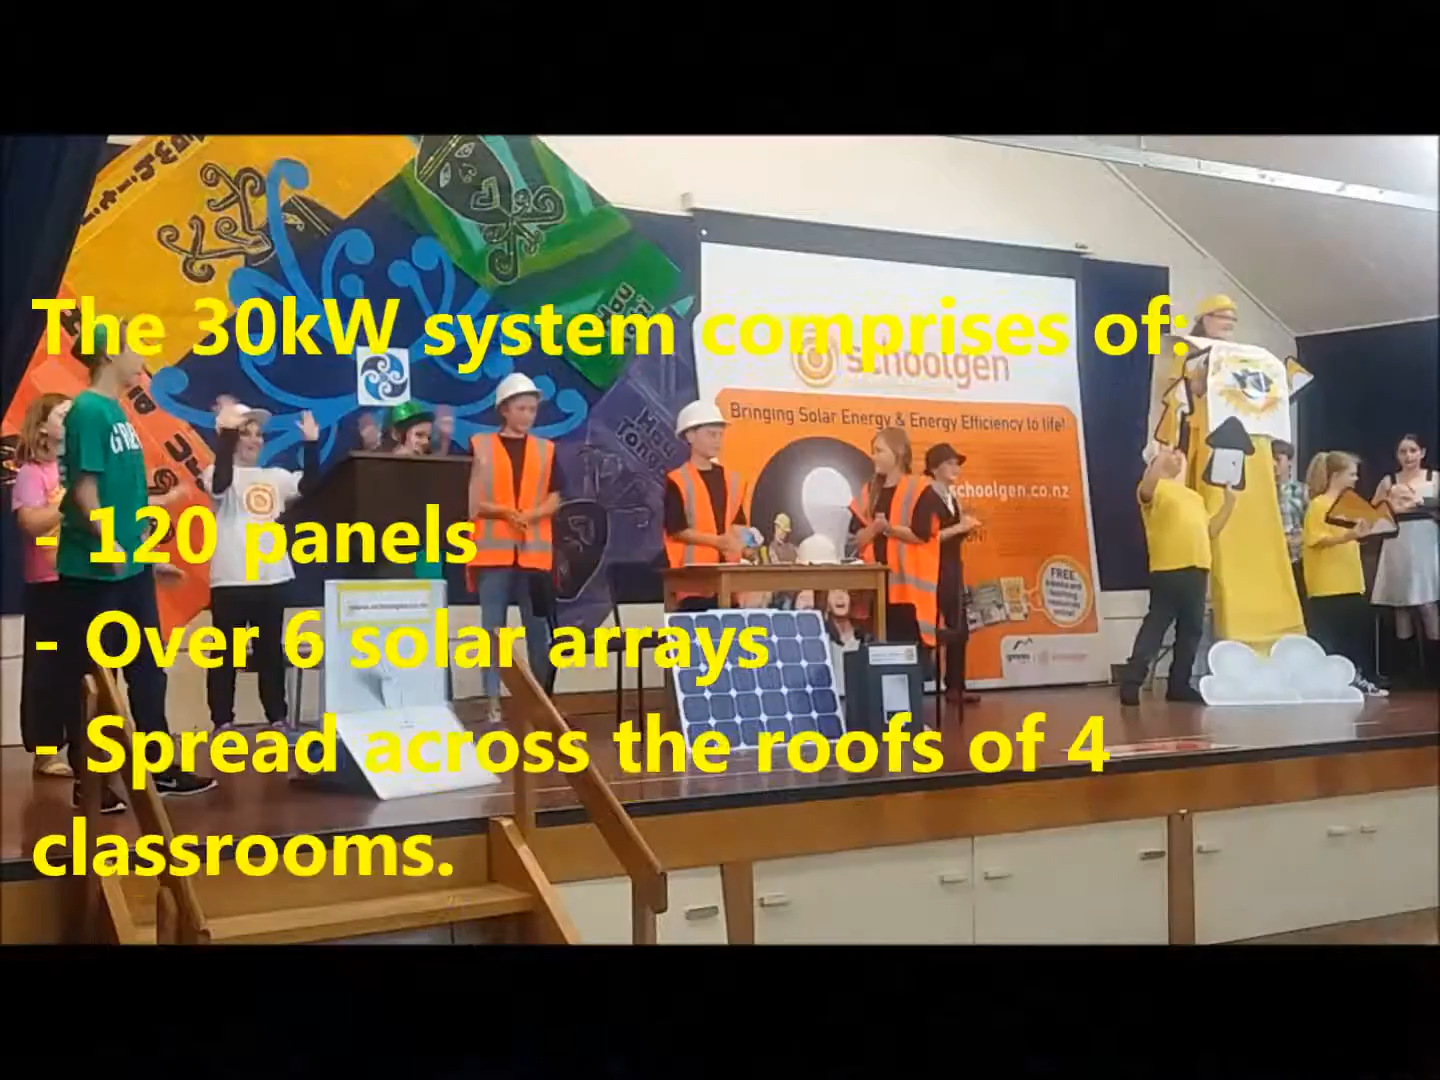 The 30kW system comprises of:
schoolgen
Bringing Solar Energy & Energy Efficiency to life!
schoolgen.co.nz
- 120 panels
- Over 6 solar arrays
- Spread across the roofs of 4
classrooms.
FREE